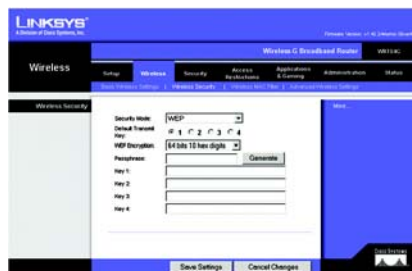 LINKSYS
A Division of Cisco Systems, Inc.
Wireless-G Broadband Router
Wireless
Setup Wireless Security Access Restrictions Applications & Gaming Administration Status
Basic Wireless Settings | Wireless Security | Wireless MAC Filter | Advanced Wireless Settings
Wireless Security
Security Mode: WEP
Default Transmit Key: 1 2 3 4
WEP Encryption: 64 bits 10 hex digits
Passphrase: Generate
Key 1:
Key 2:
Key 3:
Key 4:
More...
Save Settings Cancel Changes
CISCO SYSTEMS